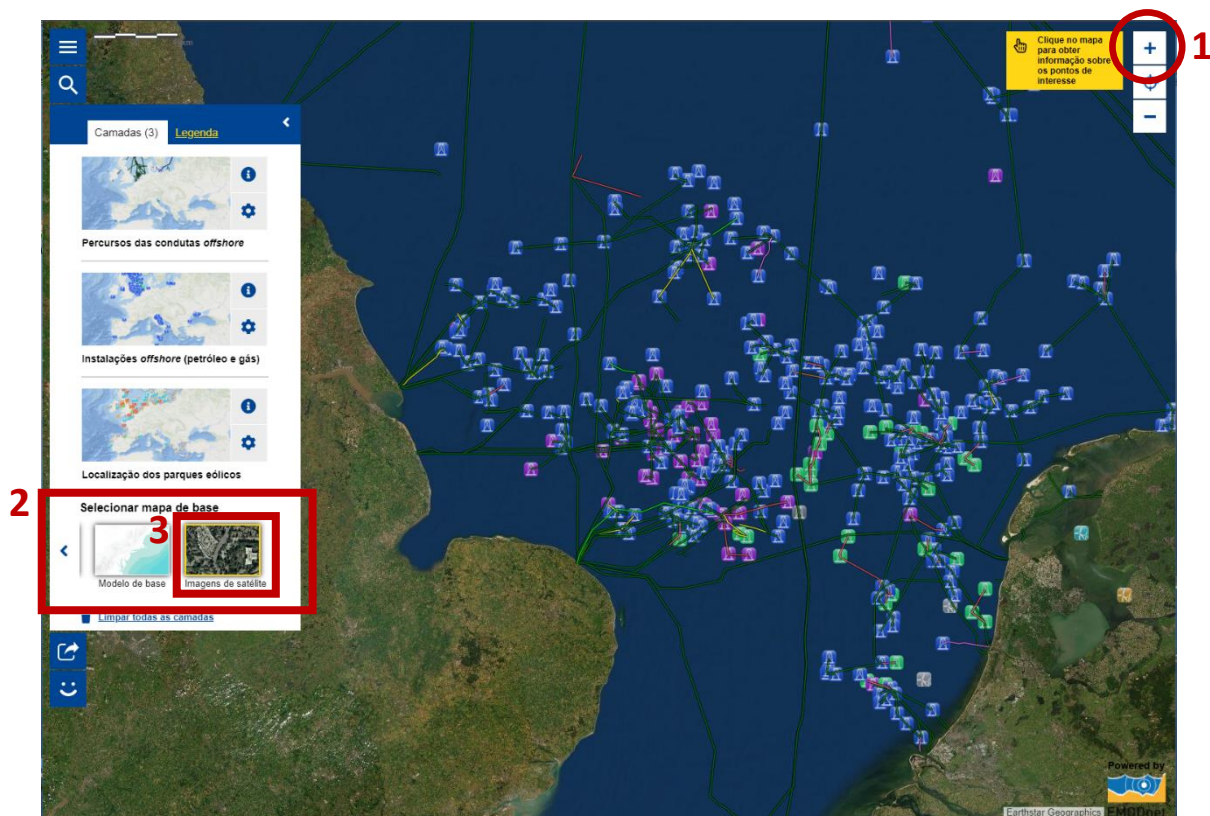 km
Clique no mapa
para obter
informação sobre
os pontos de
interesse
1
Camadas (3) Legenda
Percursos das condutas offshore
Instalações offshore (petróleo e gás)
Localização dos parques eólicos
2
Selecionar mapa de base
3
Modelo de base Imagens de satélite
Limpar todas as camadas
Powered by
Earthstar Geographics EMODnet